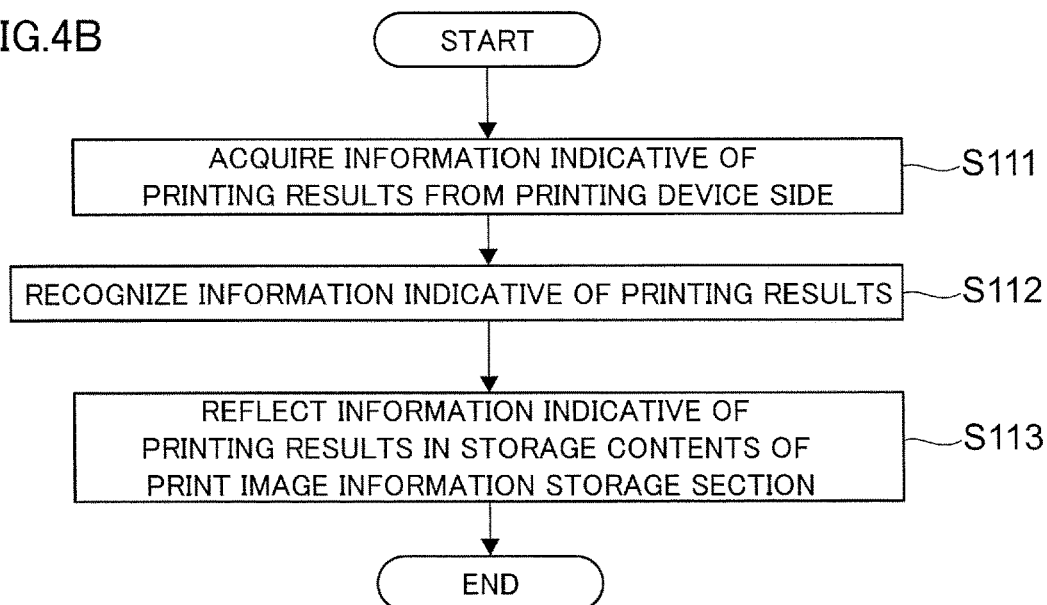 IG.4B
START
ACQUIRE INFORMATION INDICATIVE OF
PRINTING RESULTS FROM PRINTING DEVICE SIDE
S111
RECOGNIZE INFORMATION INDICATIVE OF PRINTING RESULTS
S112
REFLECT INFORMATION INDICATIVE OF
PRINTING RESULTS IN STORAGE CONTENTS OF
PRINT IMAGE INFORMATION STORAGE SECTION
S113
END